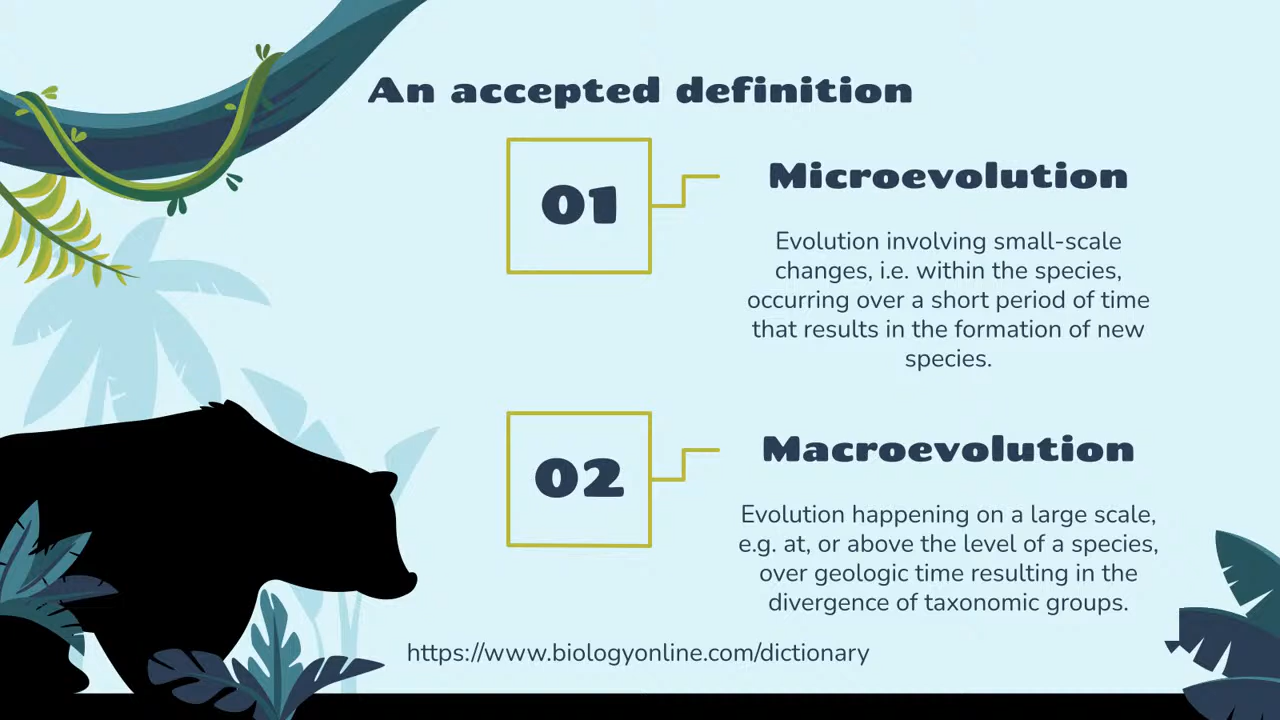 An accepted definition
01
Microevolution
Evolution involving small-scale
changes, i.e. within the species,
occurring over a short period of time
that results in the formation of new
species.
02
Macroevolution
Evolution happening on a large scale,
e.g. at, or above the level of a species,
over geologic time resulting in the
divergence of taxonomic groups.
https://www.biologyonline.com/dictionary